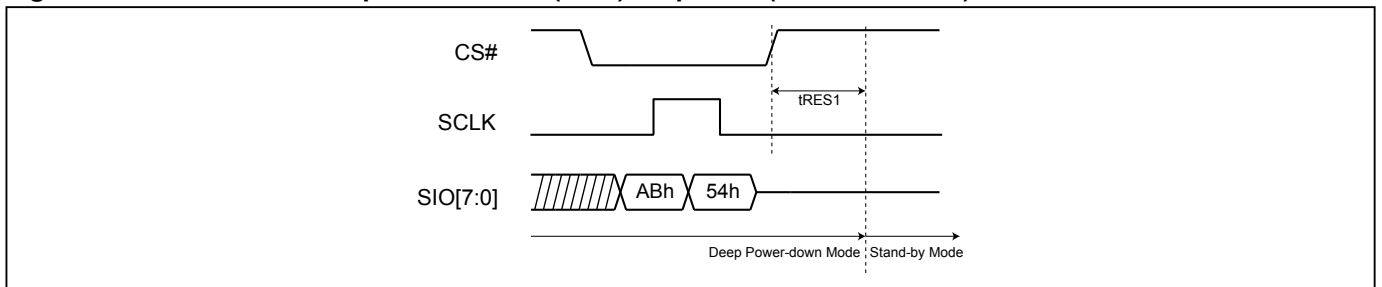 CS#
tRES1
SCLK
SIO[7:0] ABh 54h
Deep Power-down Mode Stand-by Mode